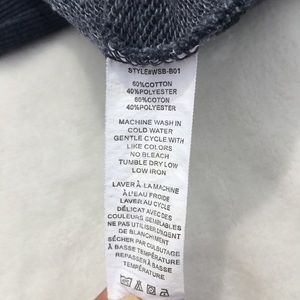 STYLE#WSB-B01
60%COTTON
40%POLYESTER
60%COTON
40%POLYESTER
MACHINE WASH IN
COLD WATER
GENTLE CYCLE WITH
LIKE COLORS
NO BLEACH
TUMBLE DRY LOW
LOW IRON
LAVER À LA MACHINE
À L'EAU FROIDE
LAVER AU CYCLE
DÉLICAT AVEC DES
COULEURS SEMBLABLES
NE PAS UTILISER
DE BLANCHIMENT
SÉCHER PAR CULBUTAGE
À BASSE TEMPÉRATURE
REPASSER À BASSE
TEMPÉRATURE